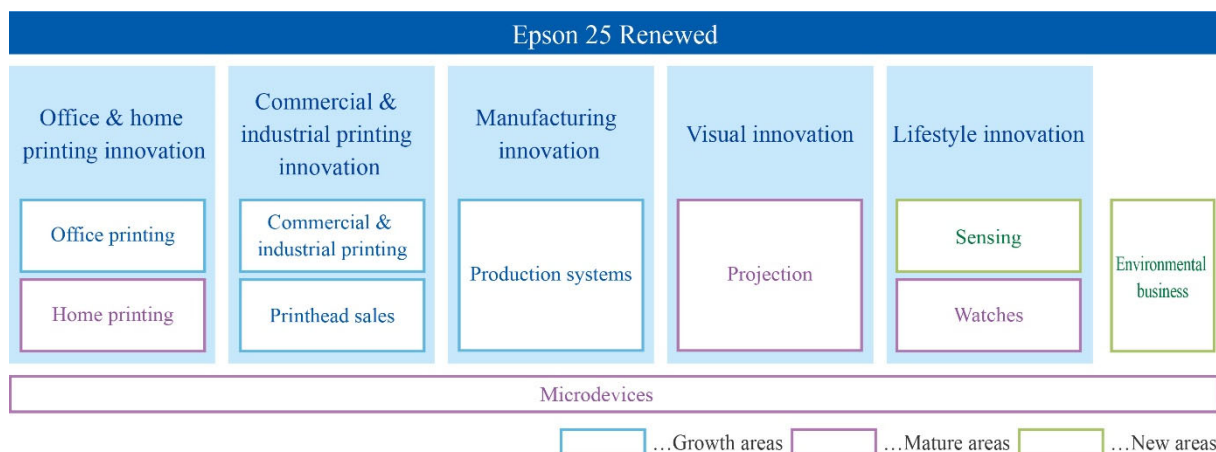 Epson 25 Renewed
Office & home
printing innovation
Office printing
Home printing
Commercial &
industrial printing
innovation
Commercial &
industrial printing
Printhead sales
Manufacturing
innovation
Production systems
Visual innovation
Projection
Lifestyle innovation
Sensing
Watches
Environmental
business
Microdevices
…Growth areas
…Mature areas
…New areas